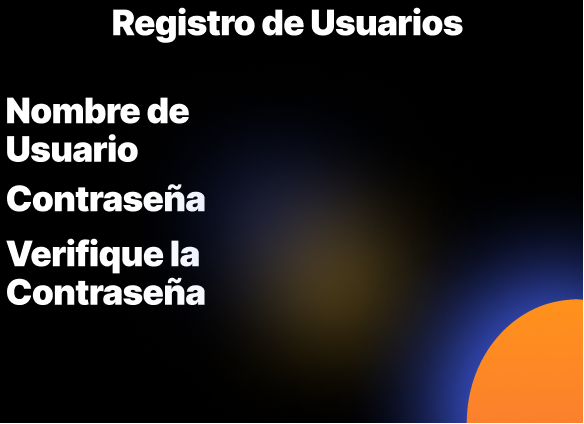 Registro de Usuarios
Nombre de
Usuario
Contraseña
Verifique la
Contraseña